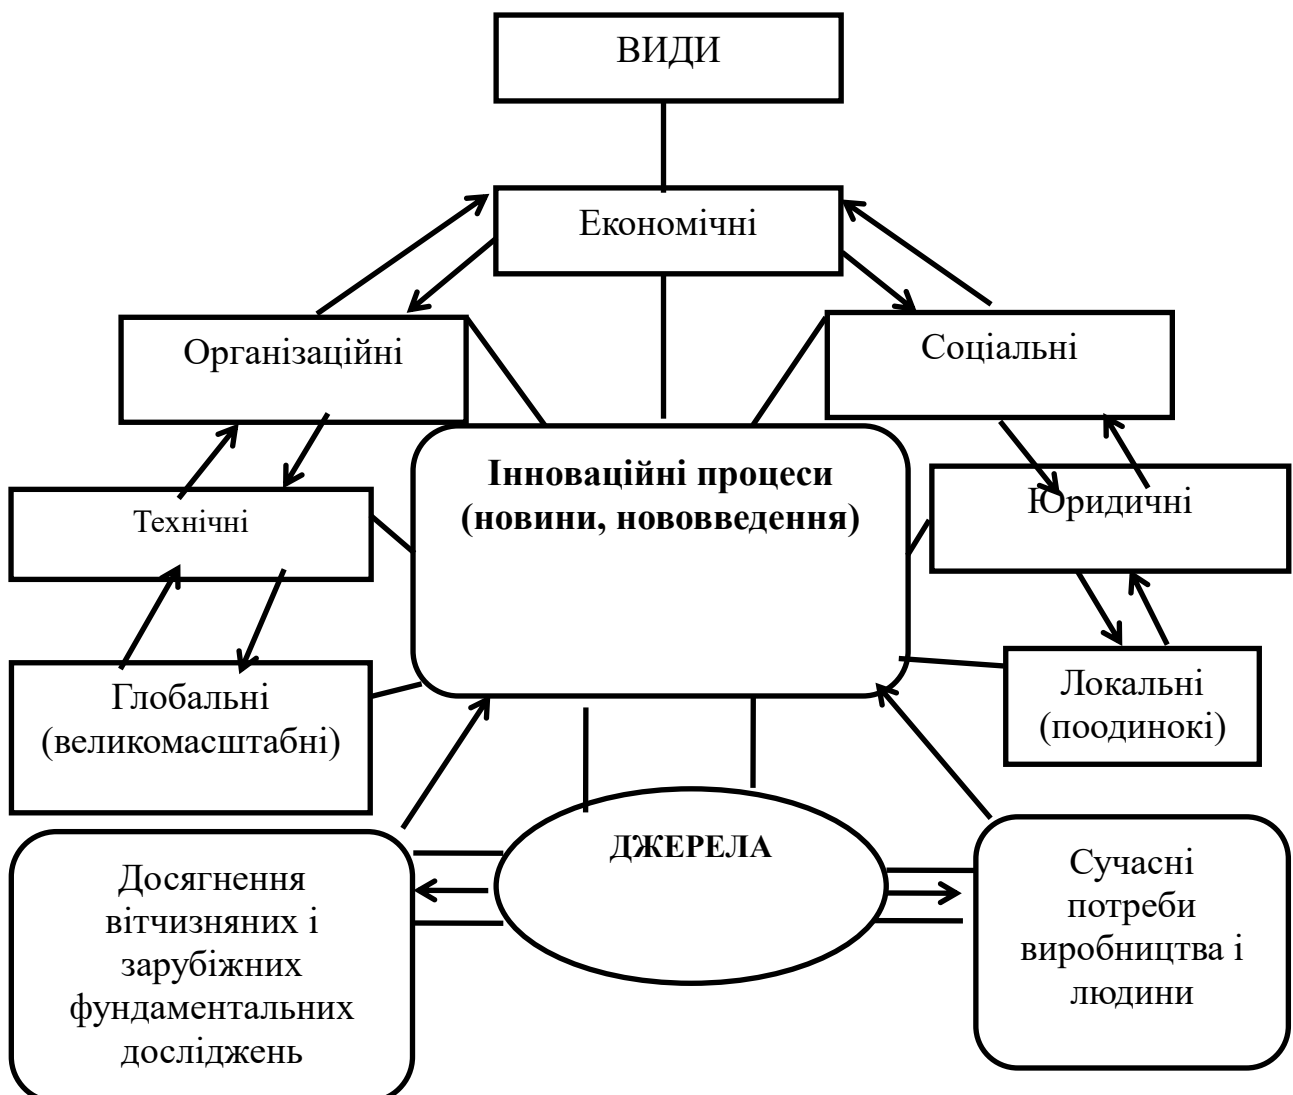 ВИДИ
Економічні
Організаційні
Соціальні
Інноваційні процеси
(новини, нововведення)
Технічні
Юридичні
Глобальні
(великомасштабні)
Локальні
(поодинокі)
ДЖЕРЕЛА
Досягнення
вітчизняних і
зарубіжних
фундаментальних
досліджень
Сучасні
потреби
виробництва і
людини